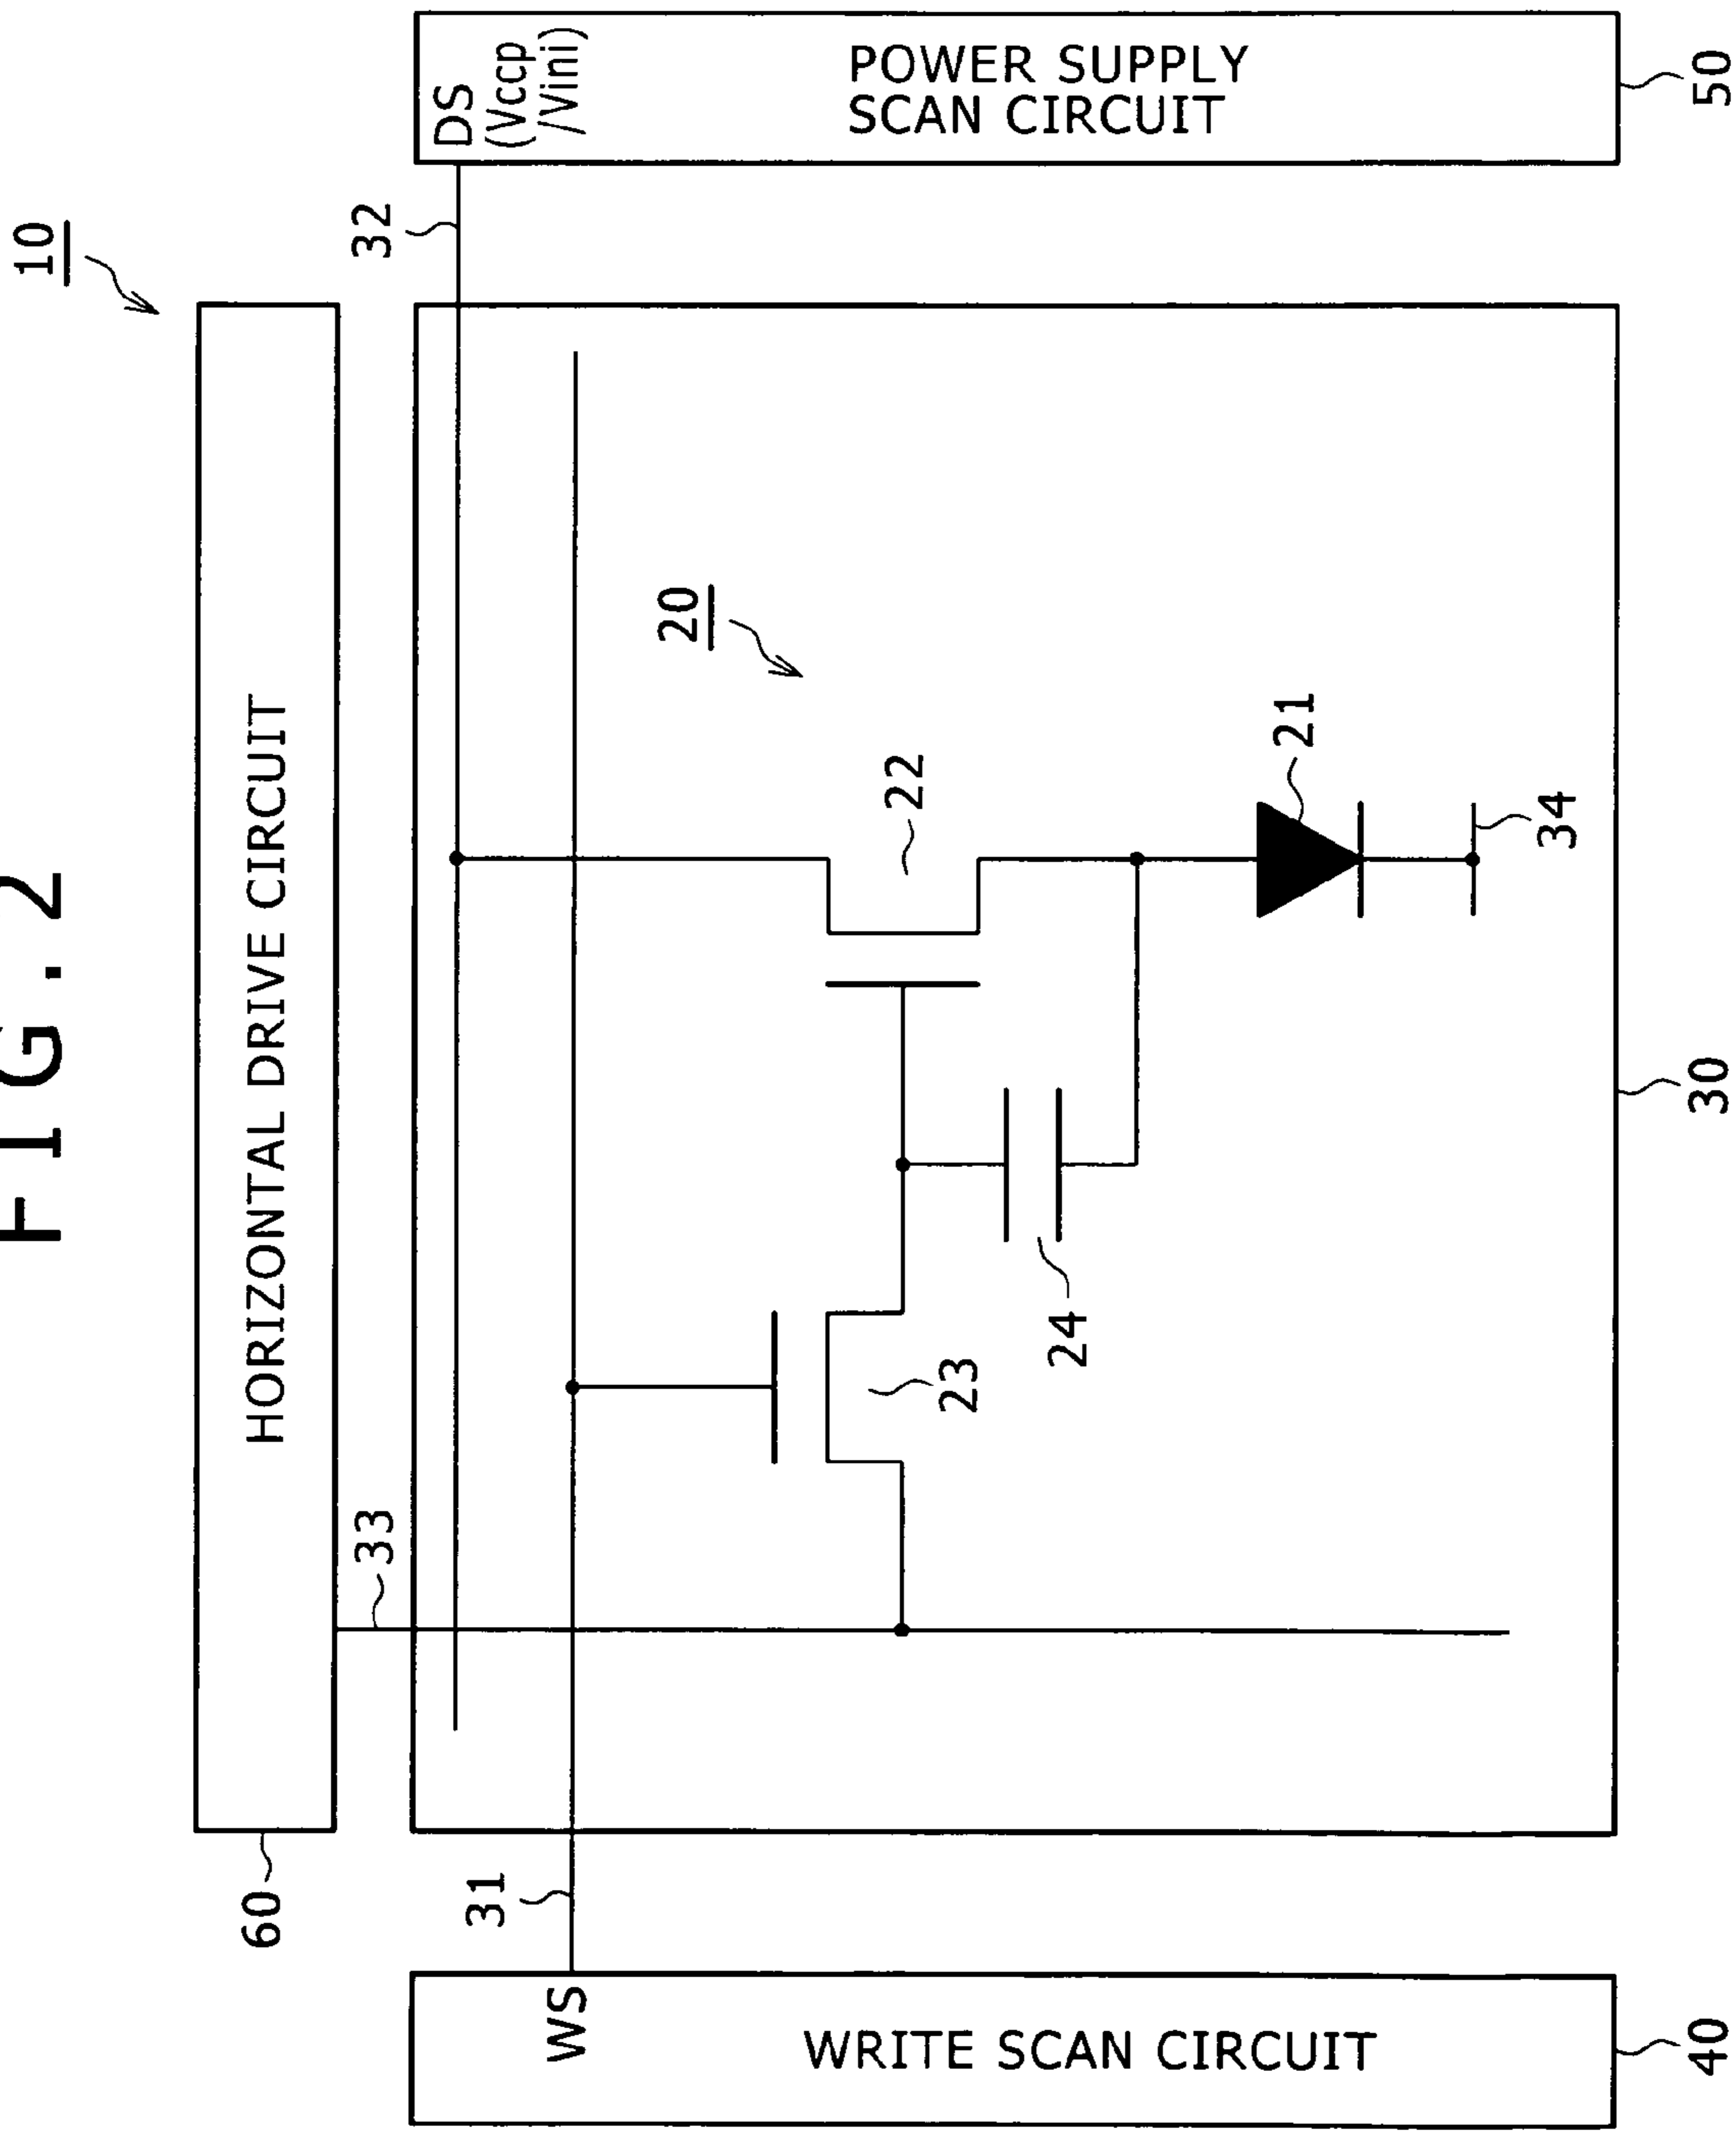 FIG. 2
10
HORIZONTAL DRIVE CIRCUIT
60
33
32
31
WS
WRITE SCAN CIRCUIT
40
DS
(Vccp
/Vini)
POWER SUPPLY
SCAN CIRCUIT
50
20
22
23
24
21
34
30